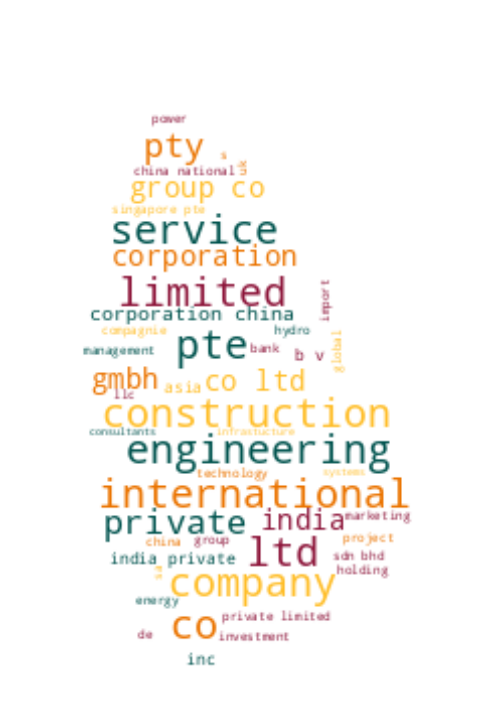 power
pty s
china national uk
group co
singapore pte
service
corporation
limited import
corporation china
compagnie hydro
management pte bank b v global
gmbh asia co ltd
llc
construction
consultants infrastucture
engineering
technology systems
international
private india marketing
china group ltd project
india private sdn bhd
sa company holding
energy
co private limited
de investment
inc